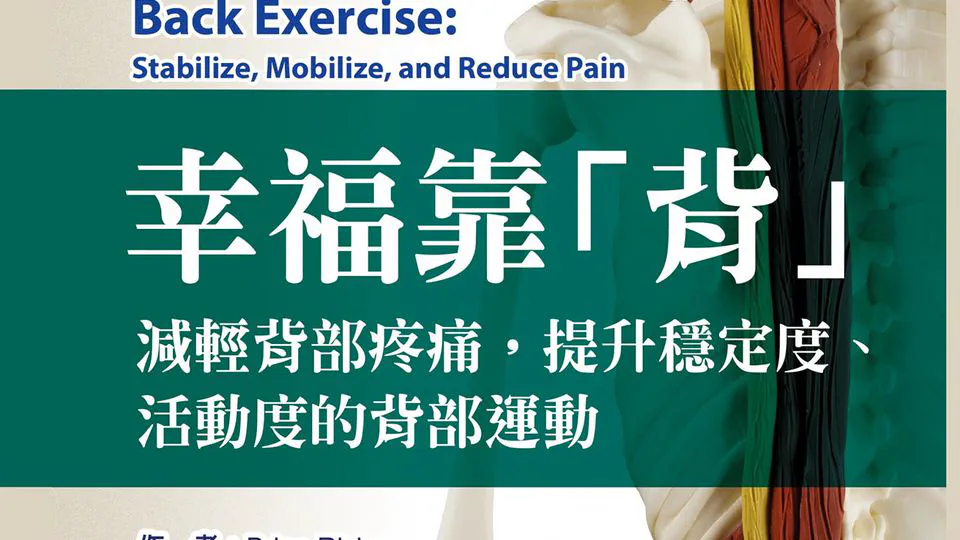 Back Exercise:
Stabilize, Mobilize, and Reduce Pain
幸福靠「背」
減輕背部疼痛，提升穩定度、
活動度的背部運動